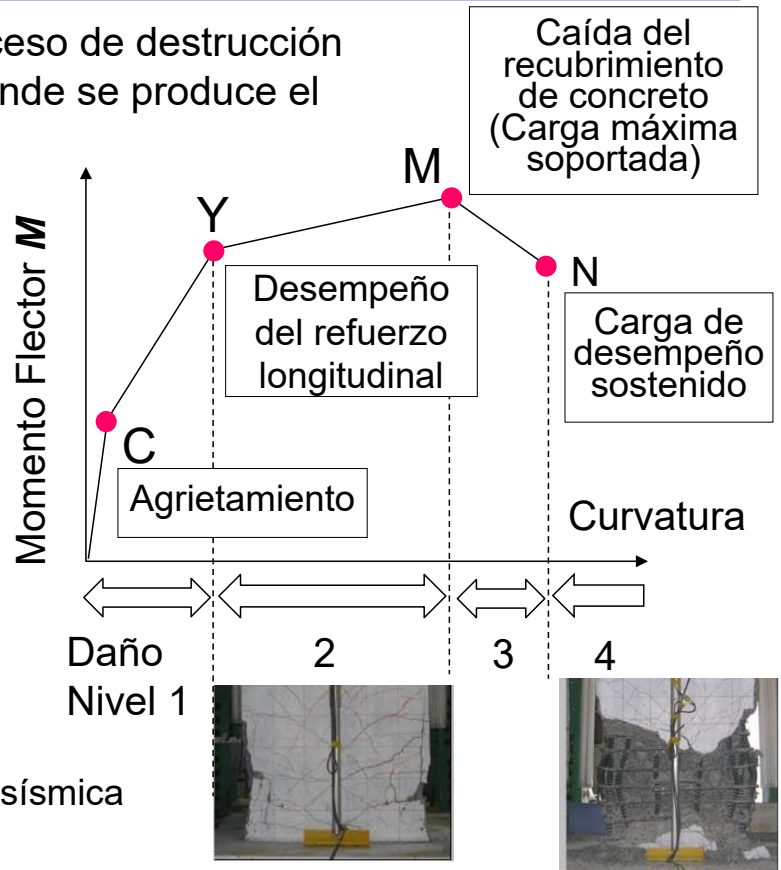 ceso de destrucción
nde se produce el
Caída del
recubrimiento
de concreto
(Carga máxima
soportada)
M
Y
N
Desempeño
del refuerzo
longitudinal
Carga de
desempeño
sostenido
Momento Flector M
C
Agrietamiento
Curvatura
Daño 2 3 4
Nivel 1
sísmica